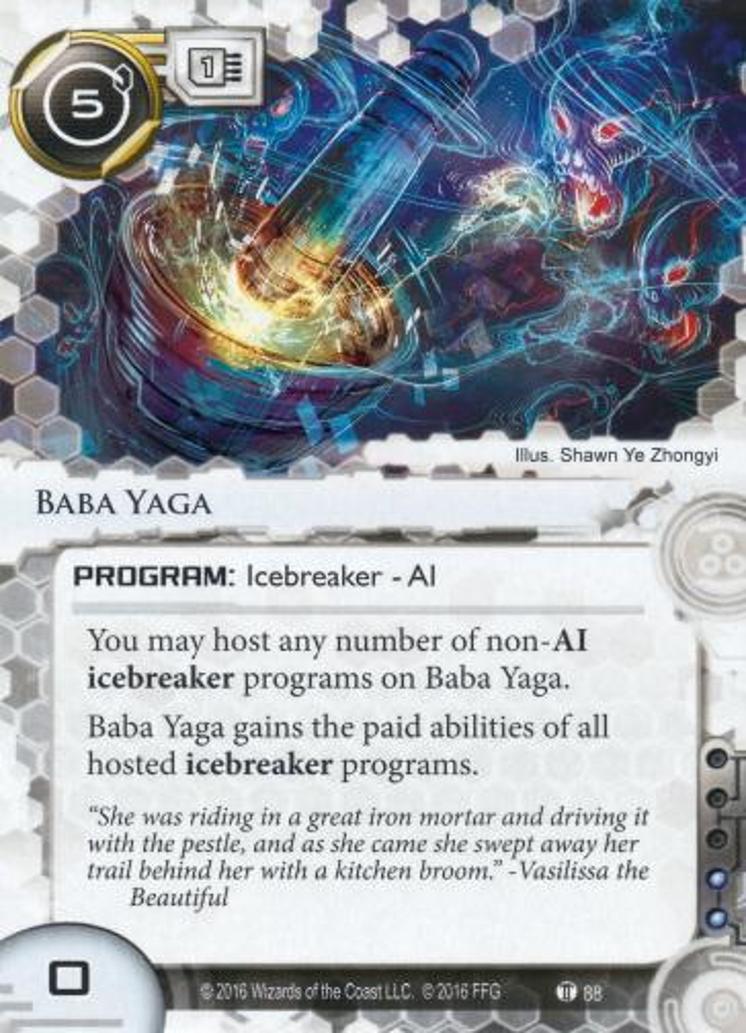 5
1
Illus. Shawn Ye Zhongyi
BABA YAGA
PROGRAM: Icebreaker - AI
You may host any number of non-AI
icebreaker programs on Baba Yaga.
Baba Yaga gains the paid abilities of all
hosted icebreaker programs.
“She was riding in a great iron mortar and driving it
with the pestle, and as she came she swept away her
trail behind her with a kitchen broom.” -Vasilissa the
Beautiful
0
© 2016 Wizards of the Coast LLC. © 2016 FFG 88